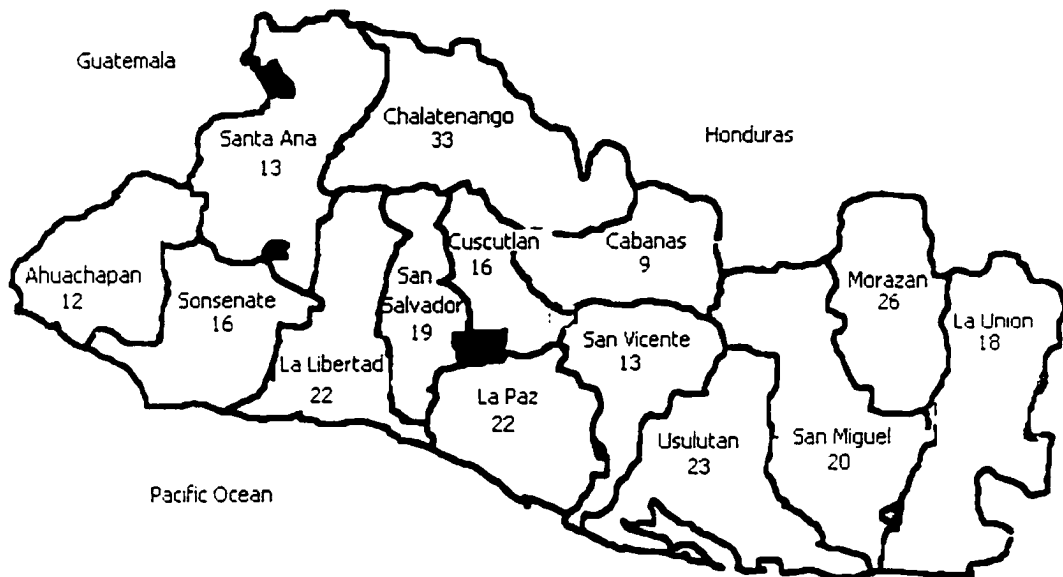 Guatemala
Chalatenango
33
Honduras
Santa Ana
13
Cuscutlan
16
Cabanas
9
Ahuachapan
12
Sonsenate
16
San
Salvador
19
Morazan
26
La Union
18
San Vicente
13
La Libertad
22
La Paz
22
Usulutan
23
San Miguel
20
Pacific Ocean